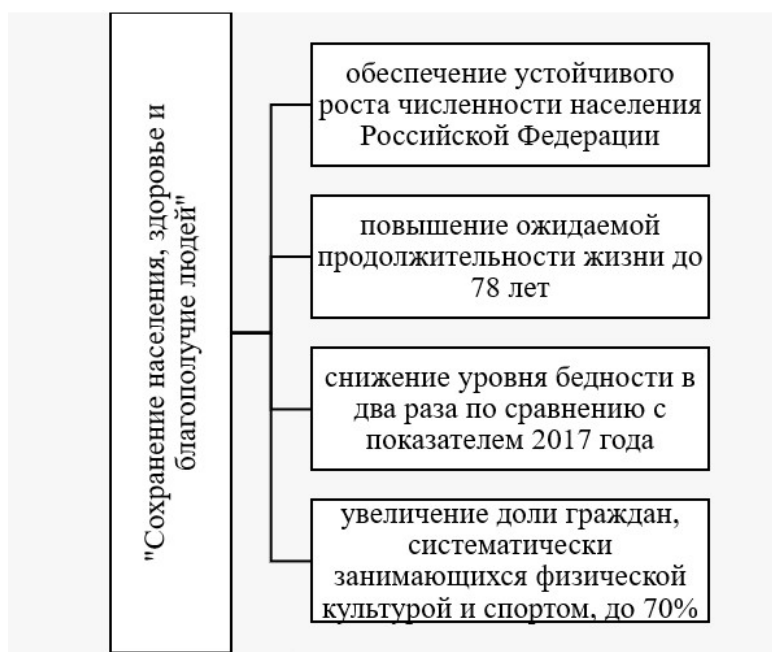 "Сохранение населения, здоровье и
благополучие людей"
обеспечение устойчивого
роста численности населения
Российской Федерации
повышение ожидаемой
продолжительности жизни до
78 лет
снижение уровня бедности в
два раза по сравнению с
показателем 2017 года
увеличение доли граждан,
систематически
занимающихся физической
культурой и спортом, до 70%